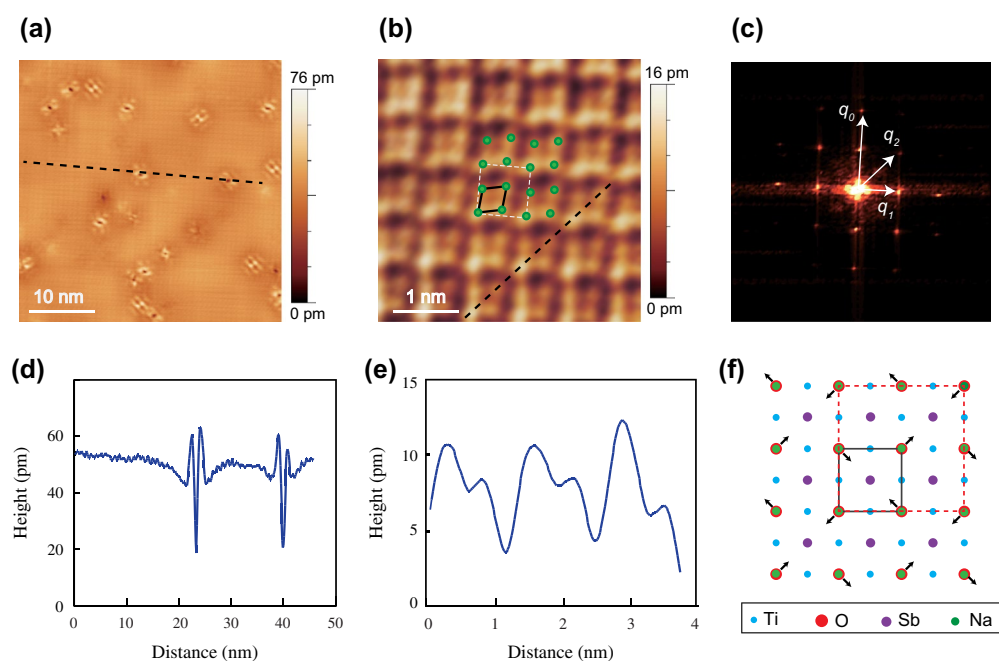 (a)
76 pm
0 pm
10 nm
(b)
16 pm
0 pm
1 nm
(c)
q0
q2
q1
(d)
60
40
20
0
0 10 20 30 40 50
Height (pm)
Distance (nm)
(e)
15
10
5
0
0 1 2 3 4
Height (pm)
Distance (nm)
(f)
Ti O Sb Na